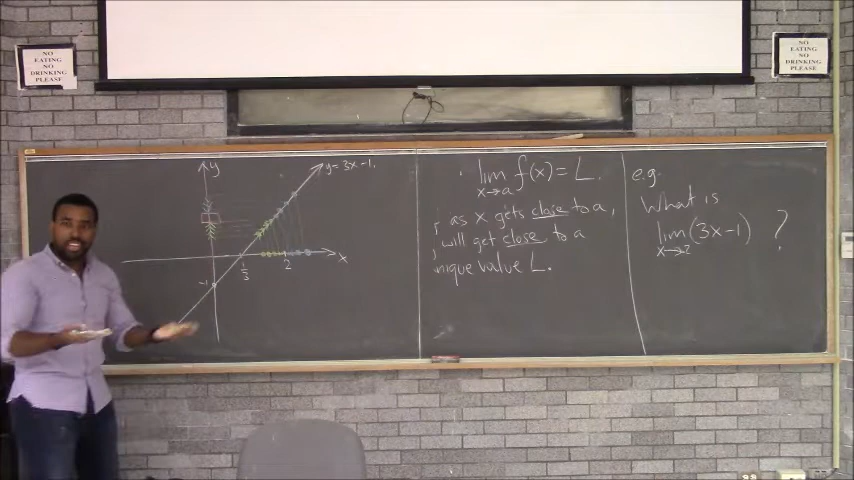 NO
EATING
NO
DRINKING
PLEASE
NO
EATING
NO
DRINKING
PLEASE
y
y = 3x-1.
x
1/3
2
-1
lim f(x) = L.
x→a
as x gets close to a,
will get close to a
nique value L.
e.g.
What is
lim (3x-1) ?
x→2